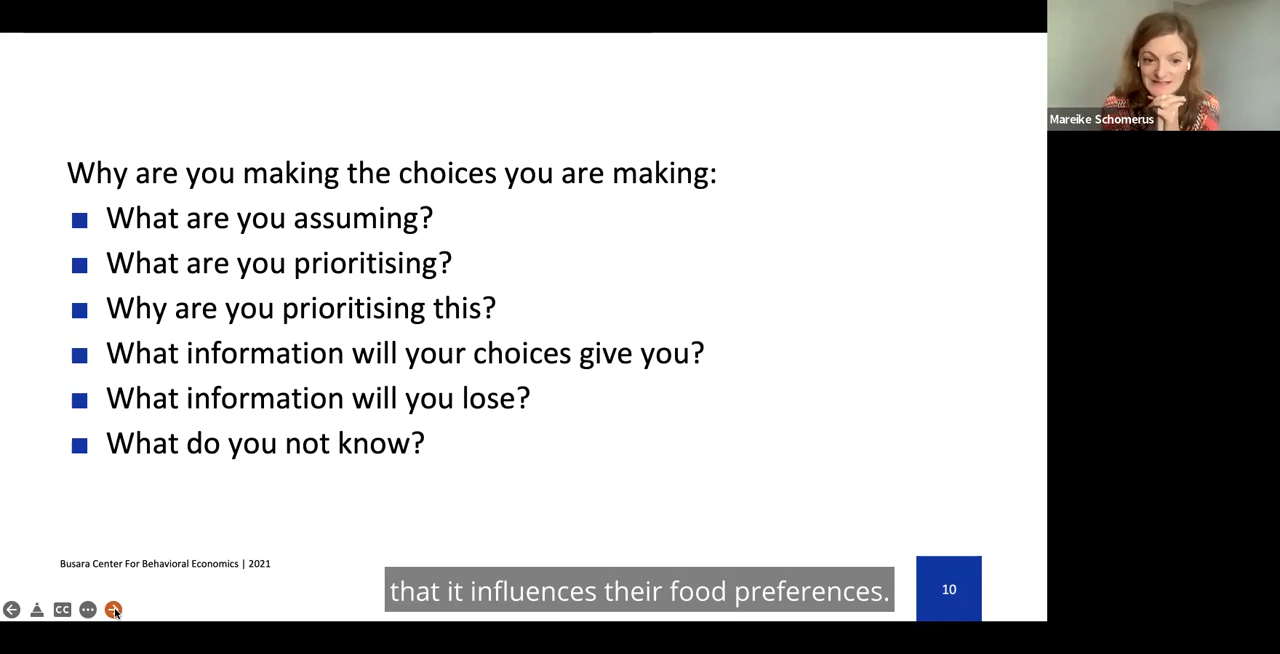 Why are you making the choices you are making:
What are you assuming?
What are you prioritising?
Why are you prioritising this?
What information will your choices give you?
What information will you lose?
What do you not know?
Busara Center For Behavioral Economics | 2021
that it influences their food preferences.
10
CC
Mareike Schomerus